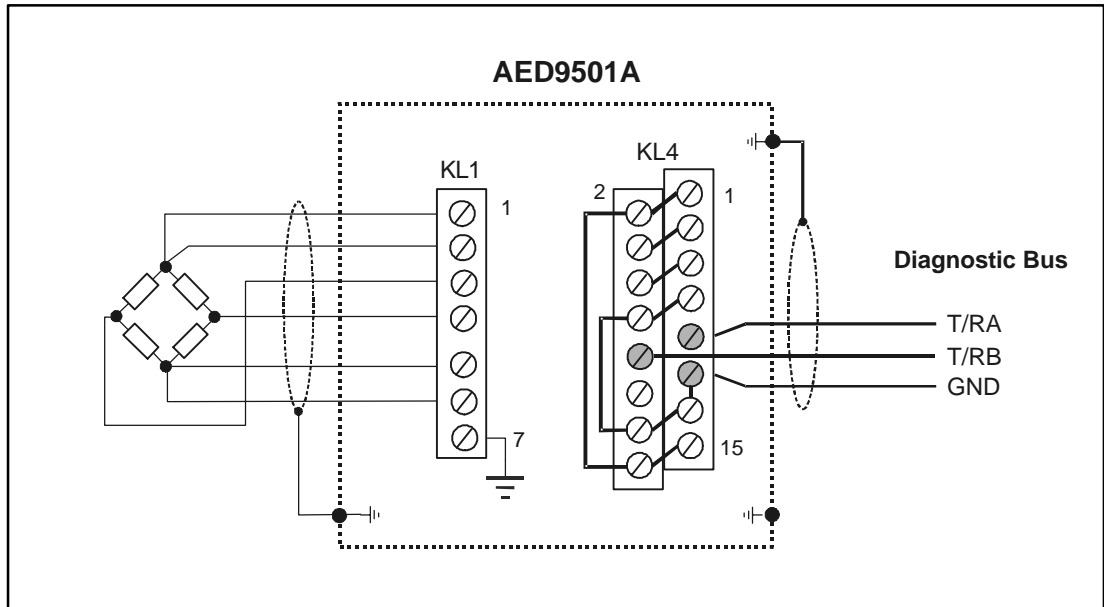 AED9501A
KL1
1
7
KL4
2
1
15
Diagnostic Bus
T/RA
T/RB
GND